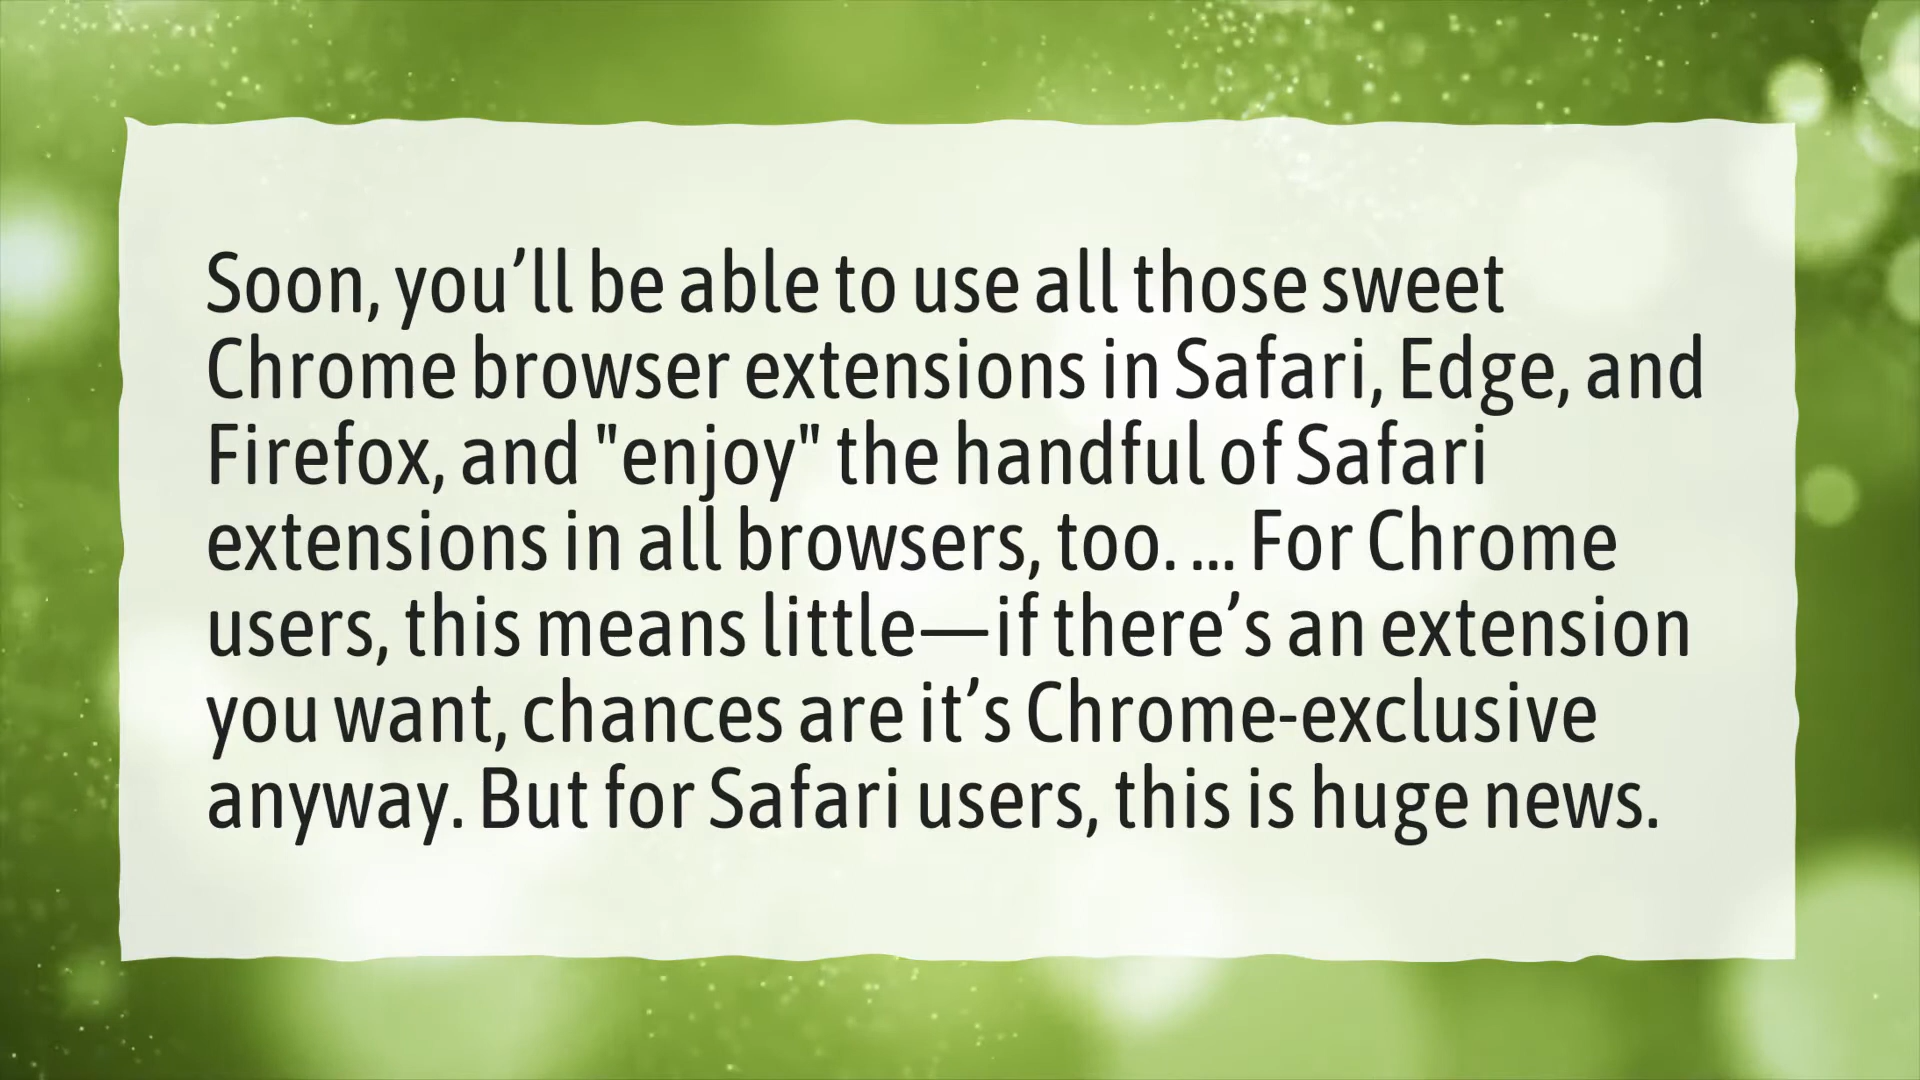 Soon, you’ll be able to use all those sweet
Chrome browser extensions in Safari, Edge, and
Firefox, and "enjoy" the handful of Safari
extensions in all browsers, too. ... For Chrome
users, this means little—if there’s an extension
you want, chances are it’s Chrome-exclusive
anyway. But for Safari users, this is huge news.